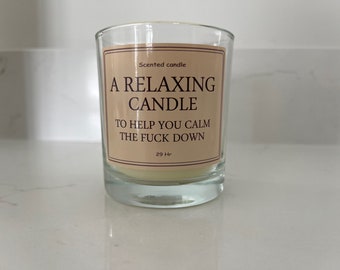 Scented candle
A RELAXING
CANDLE
TO HELP YOU CALM
THE FUCK DOWN
29 Hr